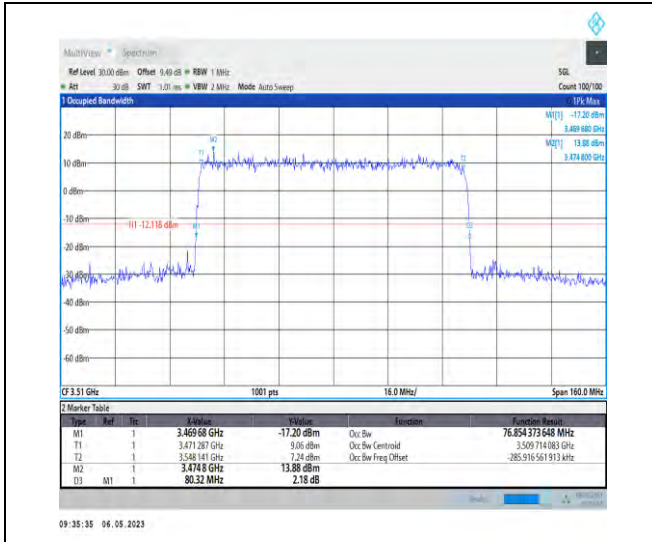 MultiView Spectrum
Ref Level 30.00 dBm Offset 9.49 dB RBW 1 MHz SGL
Att 30 dB SWT 1.01 ms VBW 2 MHz Mode Auto Sweep Count 100/100
1 Occupied Bandwidth 1Pk Max
M1[1] -17.20 dBm
3.469 680 GHz
M2[1] 13.88 dBm
3.474 800 GHz
20 dBm
M2
T1 T2
10 dBm
0 dBm
-10 dBm
H1 -12.118 dBm
M1 D3
-20 dBm
-30 dBm
-40 dBm
-50 dBm
-60 dBm
CF 3.51 GHz 1001 pts 16.0 MHz/ Span 160.0 MHz
2 Marker Table
Type Ref Trc X-Value Y-Value Function Function Result
M1 1 3.469 68 GHz -17.20 dBm Occ Bw 76.854 373 648 MHz
T1 1 3.471 287 GHz 9.06 dBm Occ Bw Centroid 3.509 714 083 GHz
T2 1 3.548 141 GHz 7.24 dBm Occ Bw Freq Offset -285.916 561 913 kHz
M2 1 3.474 8 GHz 13.88 dBm
D3 M1 1 80.32 MHz 2.18 dB
09:35:35 06.05.2023